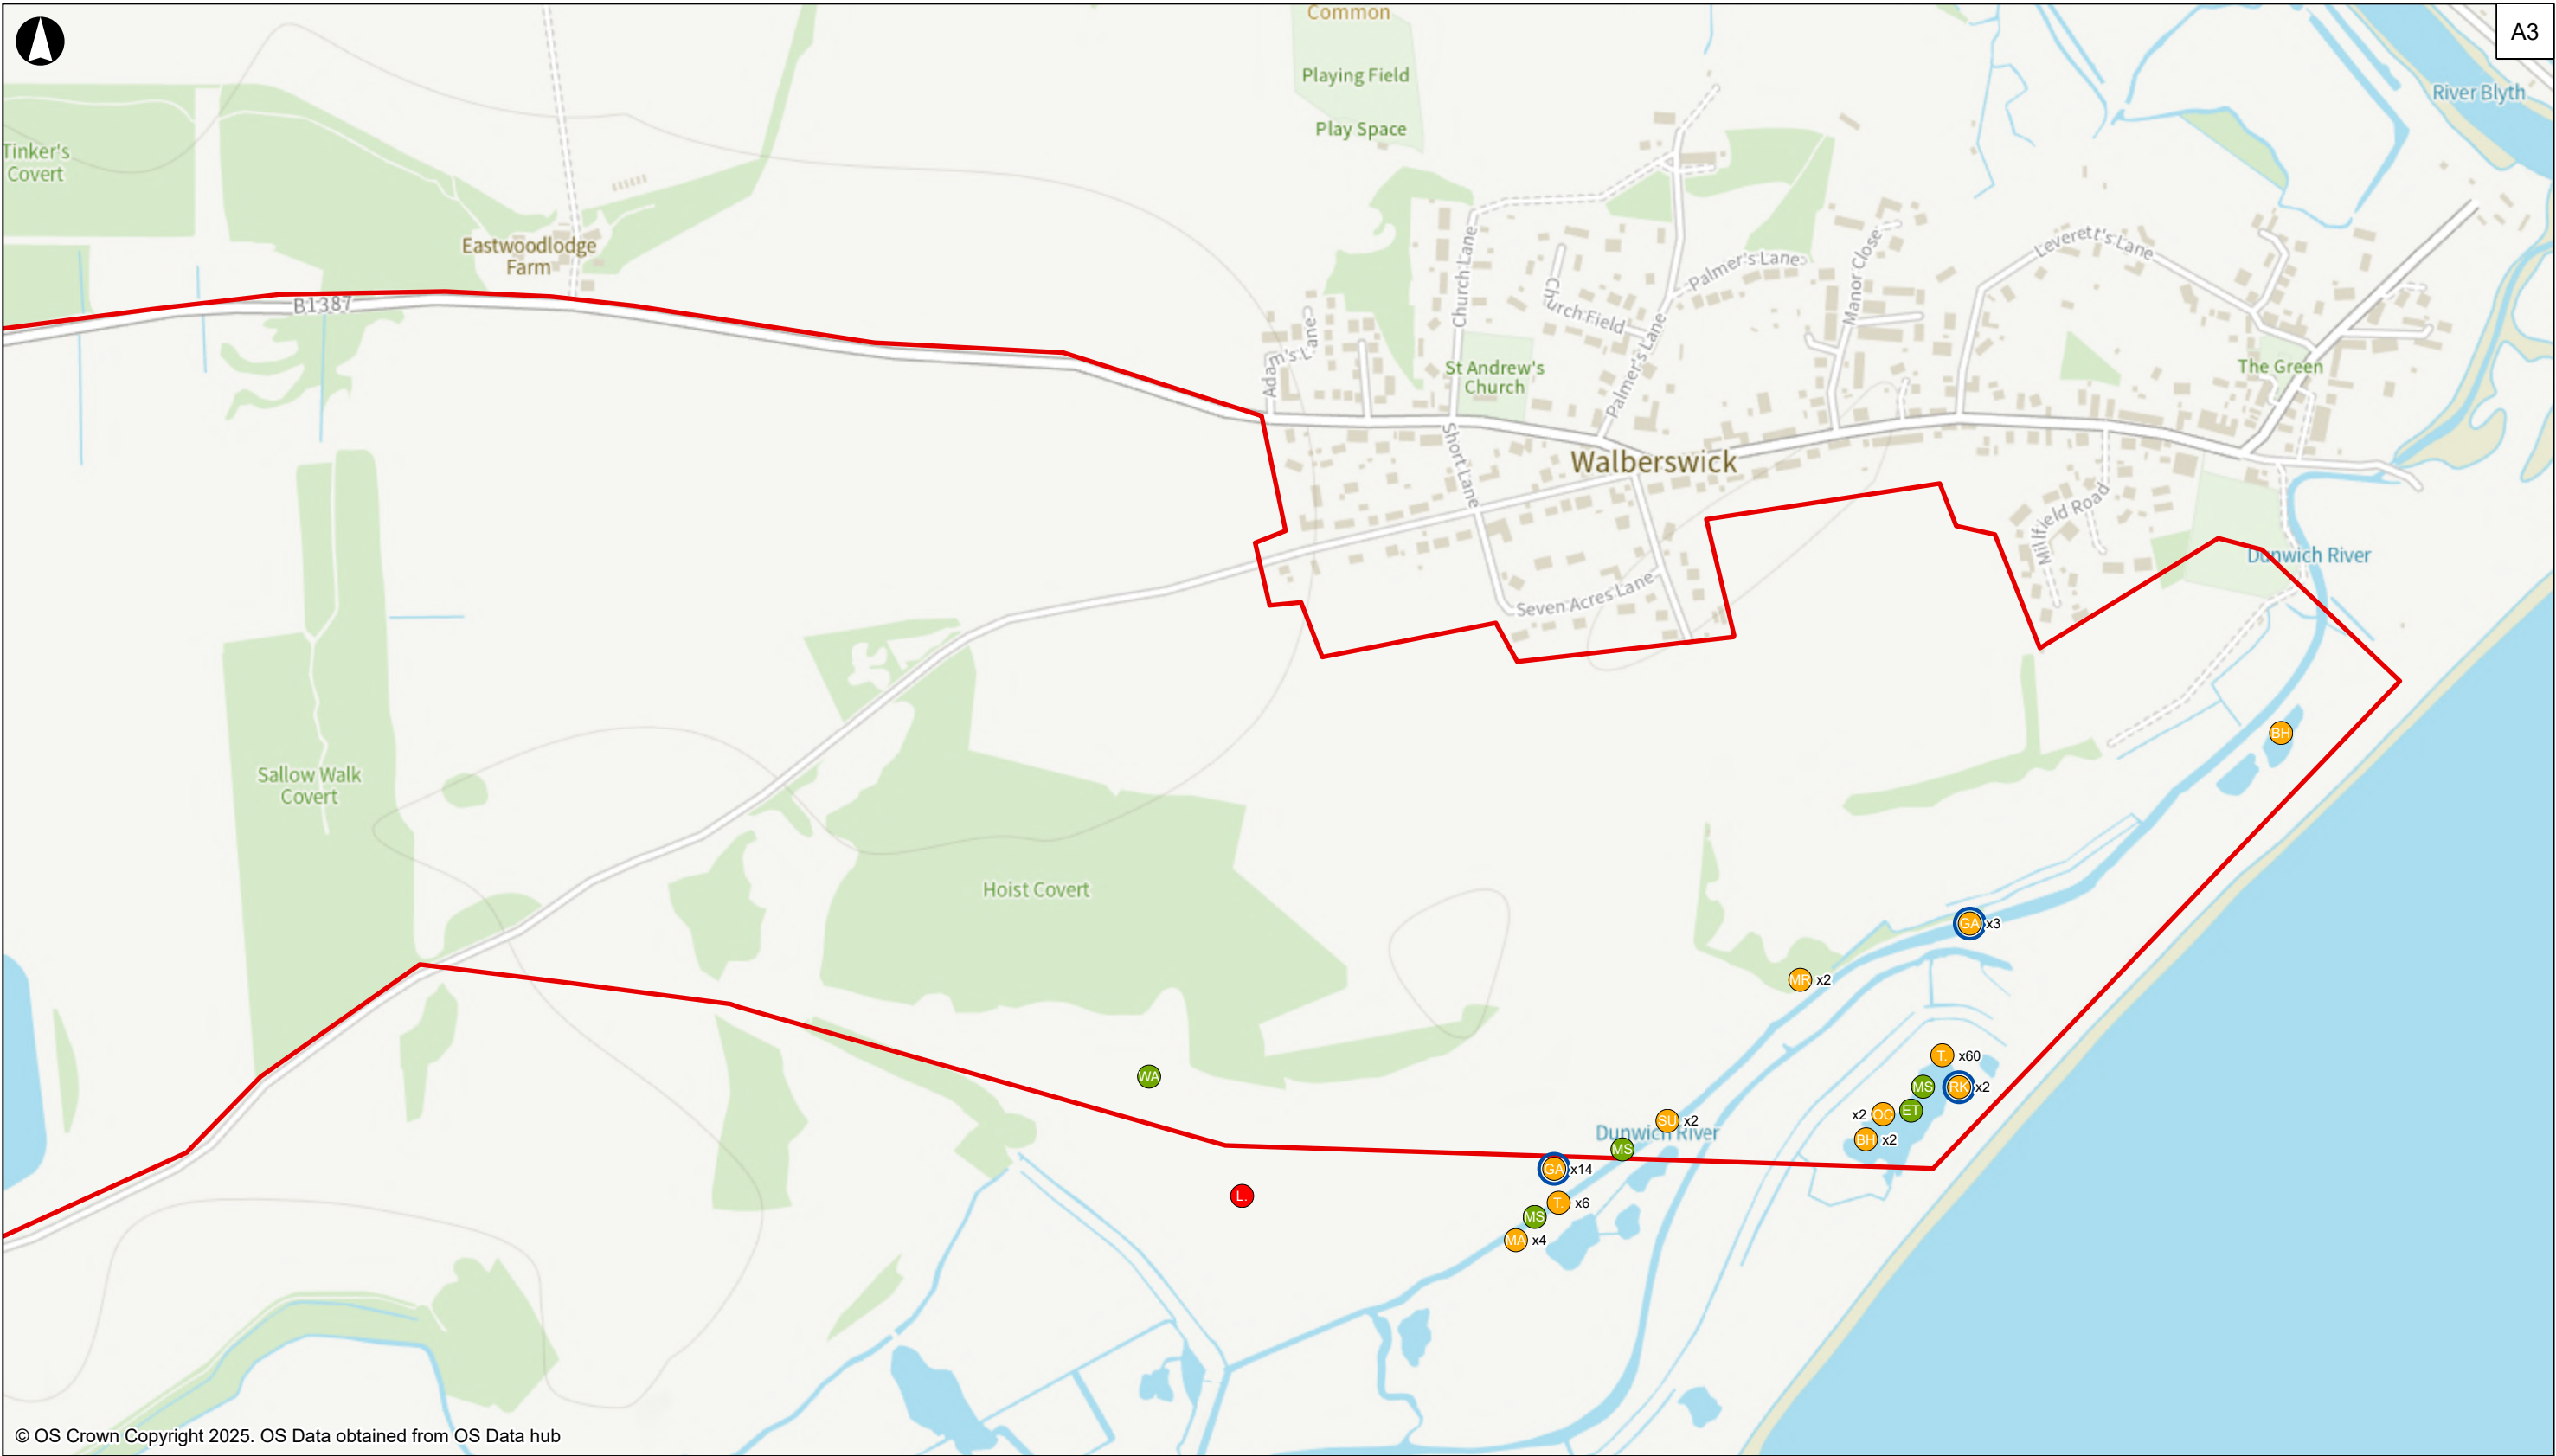 Common
A3
Playing Field
River Blyth
Play Space
Tinker's
Covert
Eastwoodlodge
Farm
B1387
Church Lane
Church Field
Palmer's Lane
Palmer's Lane
Manor Close
Leverett's Lane
Adam's Lane
St Andrew's
Church
The Green
Short Lane
Walberswick
Millfield Road
Dunwich River
Seven Acres Lane
BH
Sallow Walk
Covert
Hoist Covert
GA x3
MR x2
T. x60
WA
MS
RK x2
x2 OC
ET
SU x2
Dunwich River
BH x2
MS
GA x14
L.
T. x6
MS
MA x4
© OS Crown Copyright 2025. OS Data obtained from OS Data hub